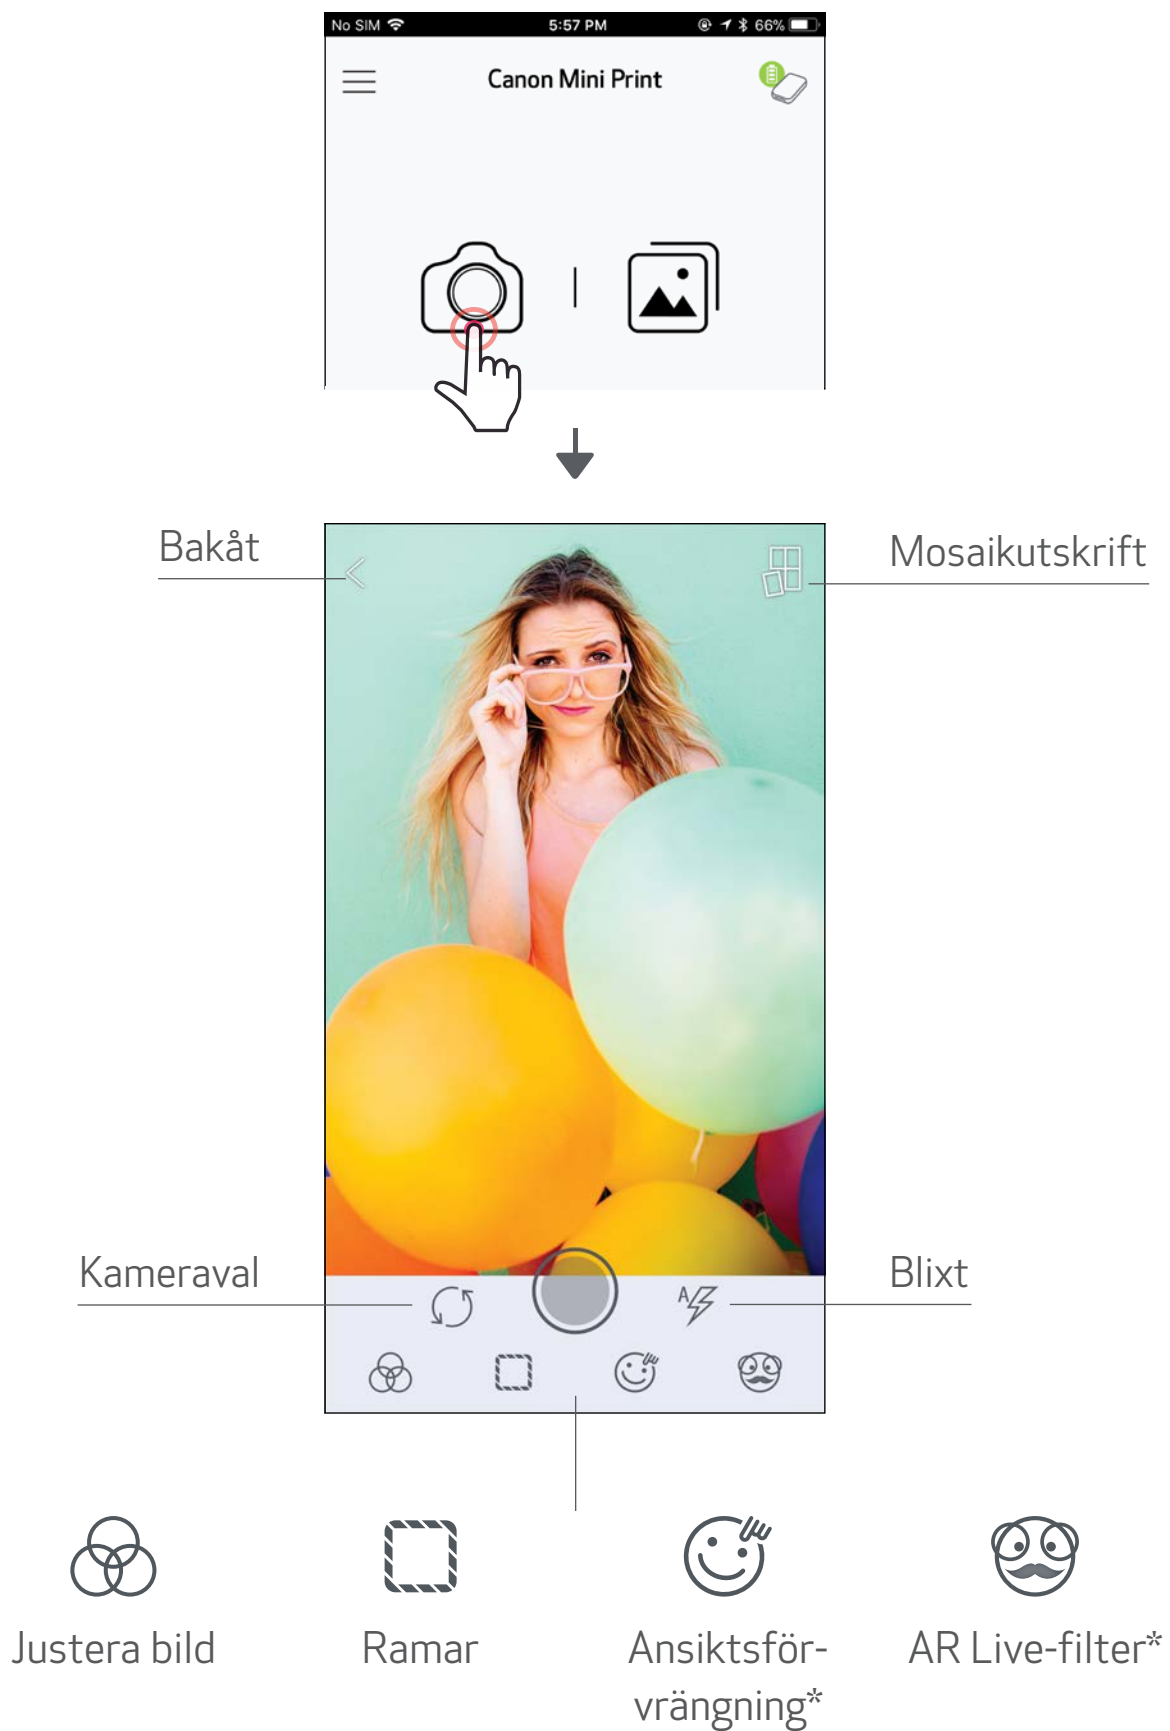 No SIM 5:57 PM 66%
Canon Mini Print
Bakåt
Mosaikutskrift
Kameraval
Blixt
A
Justera bild
Ramar
Ansiktsför-
vrängning*
AR Live-filter*